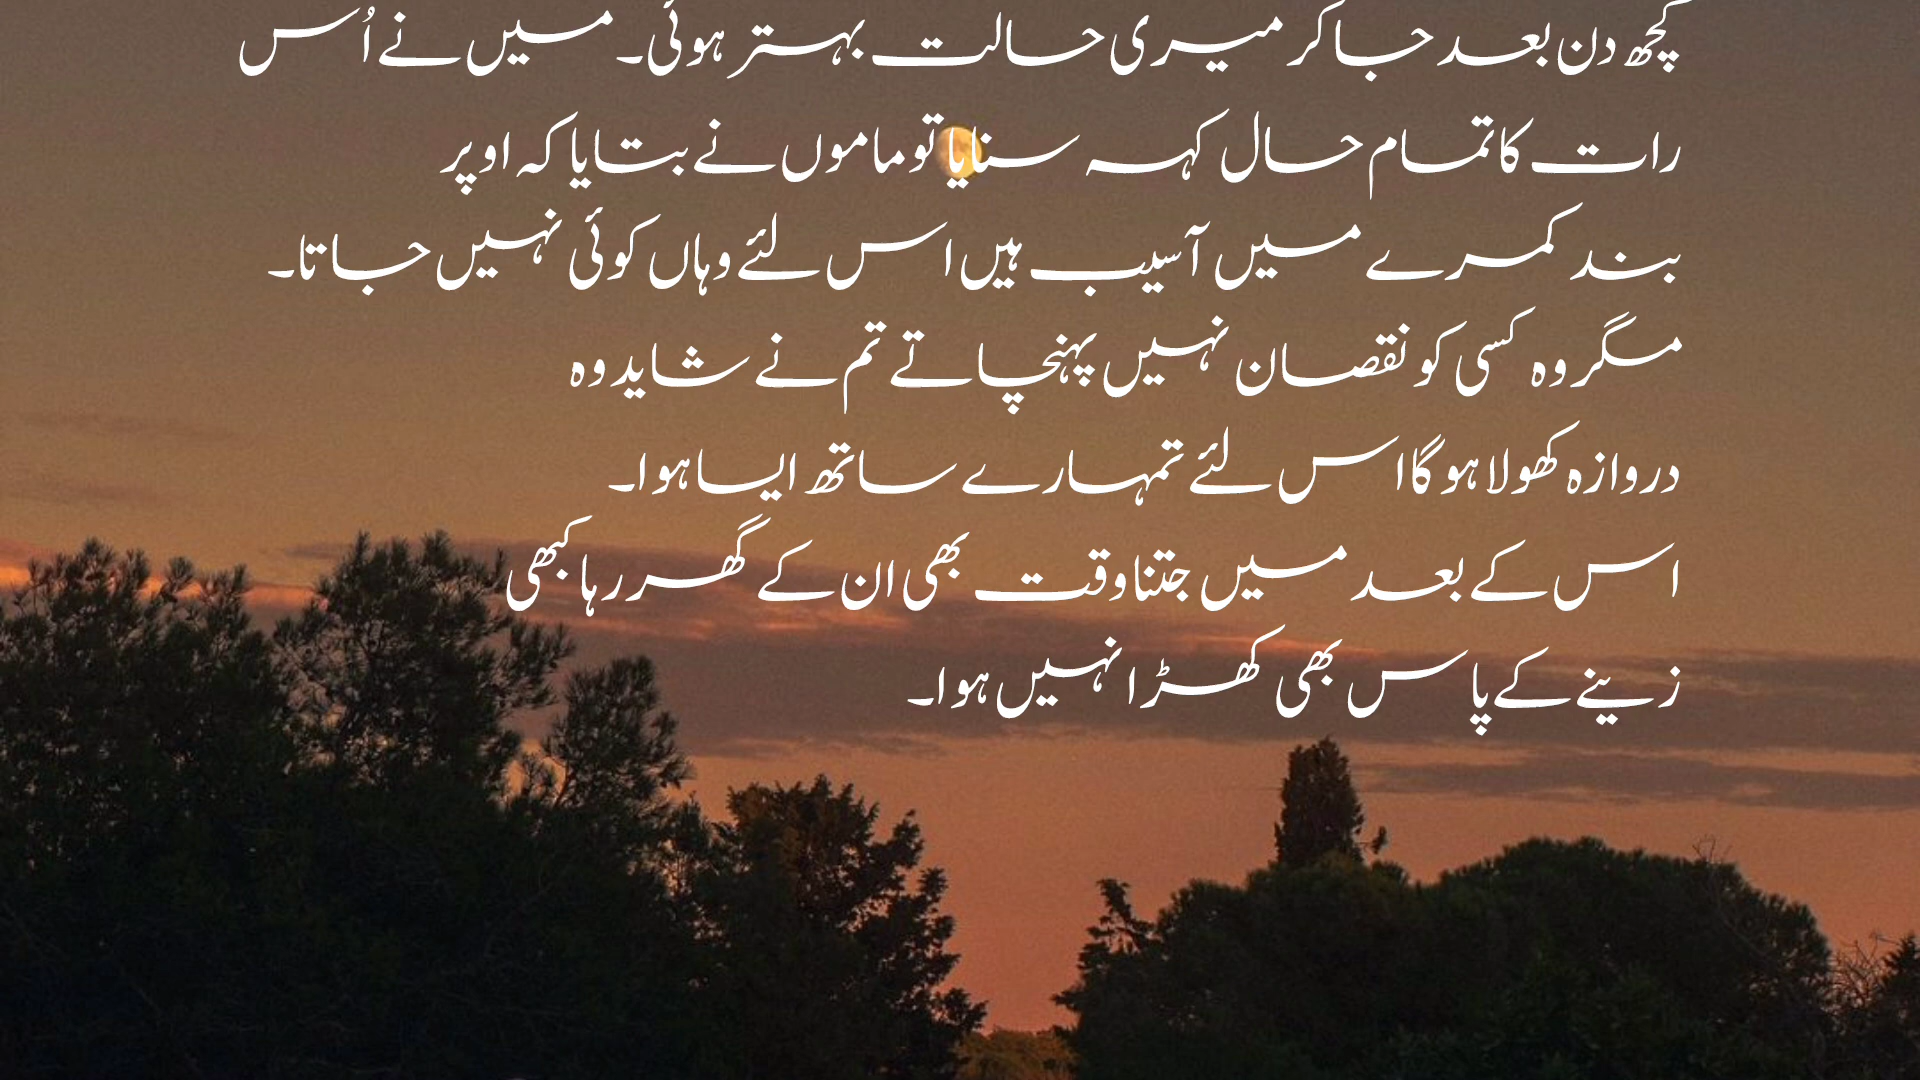 کچھ دن بعد جا کر میری حالت بہتر ہوئی۔ میں نے اُس
رات کا تمام حال کہہ سنایا تو ماموں نے بتایا کہ اوپر
بند کمرے میں آسیب ہیں اس لئے وہاں کوئی نہیں جاتا۔
مگر وہ کسی کو نقصان نہیں پہنچاتے تم نے شاید وہ
دروازہ کھولا ہوگا اس لئے تمہارے ساتھ ایسا ہوا۔
اس کے بعد میں جتنا وقت بھی ان کے گھر رہا کبھی
زینے کے پاس بھی کھڑا نہیں ہوا۔